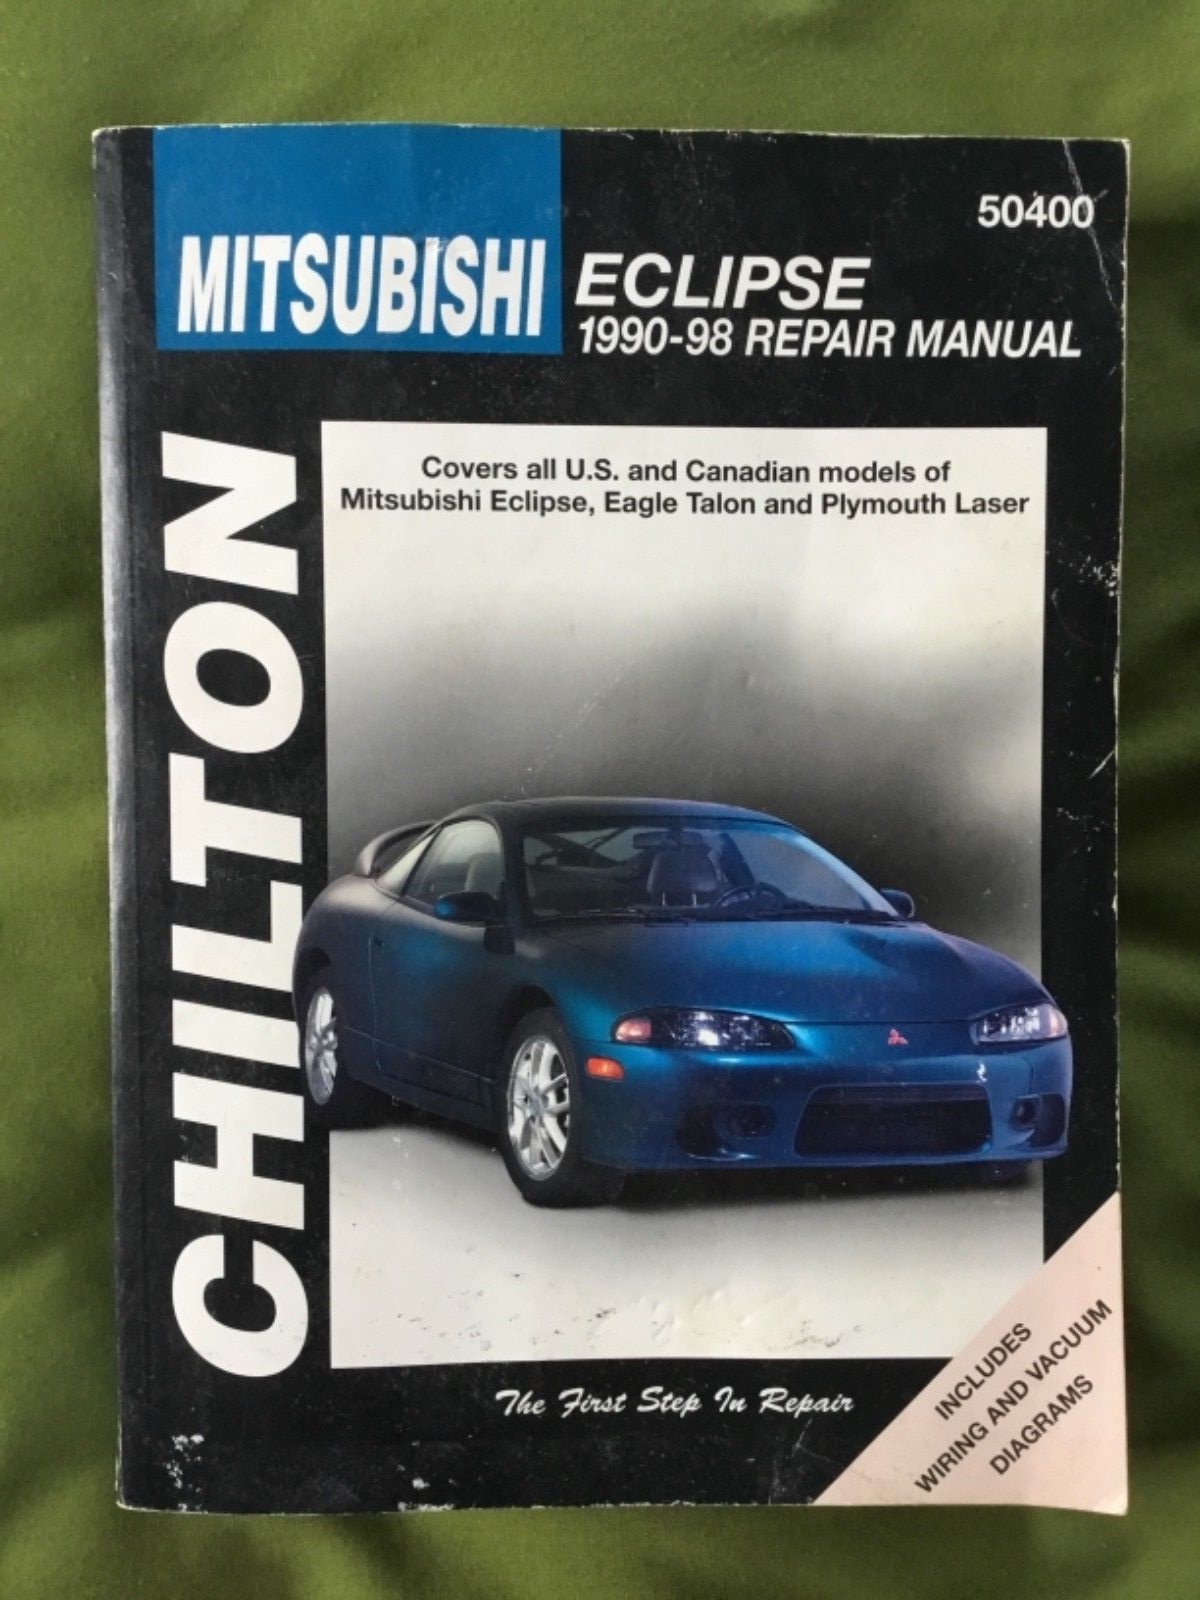 50400
MITSUBISHI
ECLIPSE
1990-98 REPAIR MANUAL
CHILTON
Covers all U.S. and Canadian models of
Mitsubishi Eclipse, Eagle Talon and Plymouth Laser
The First Step In Repair
INCLUDES
WIRING AND VACUUM
DIAGRAMS